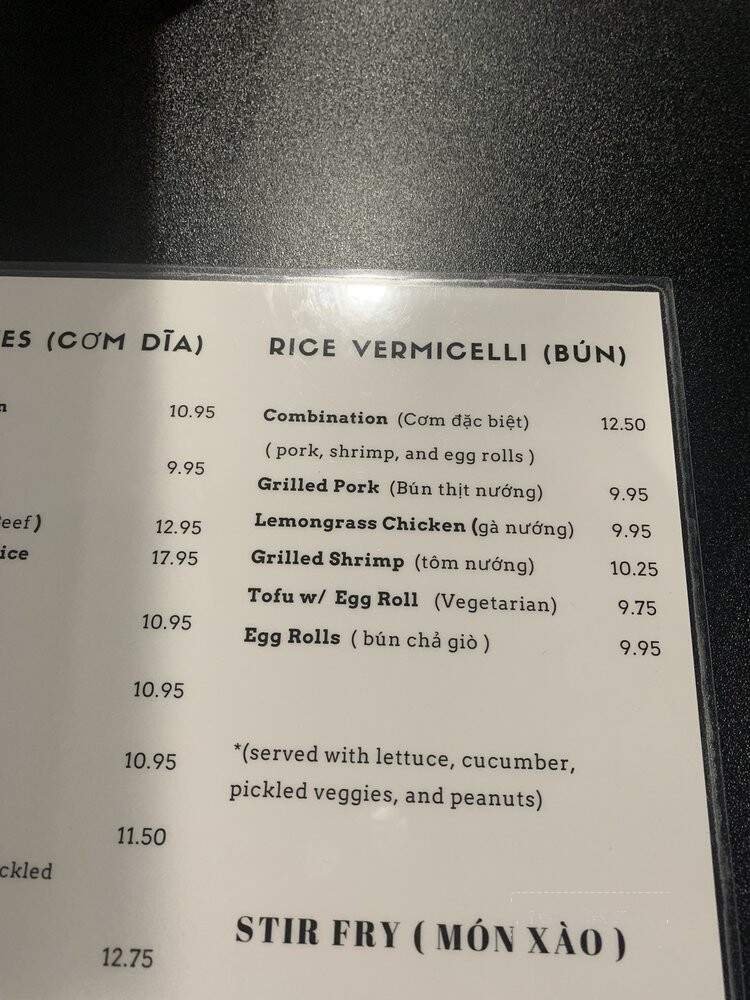 ES (CƠM DĨA)
n 10.95
9.95
eef) 12.95
ice 17.95
10.95
10.95
10.95
11.50
ckled
12.75
RICE VERMICELLI (BÚN)
Combination (Cơm đặc biệt) 12.50
( pork, shrimp, and egg rolls )
Grilled Pork (Bún thịt nướng) 9.95
Lemongrass Chicken (gà nướng) 9.95
Grilled Shrimp (tôm nướng) 10.25
Tofu w/ Egg Roll (Vegetarian) 9.75
Egg Rolls ( bún chả giò ) 9.95
*(served with lettuce, cucumber,
pickled veggies, and peanuts)
STIR FRY ( MÓN XÀO )